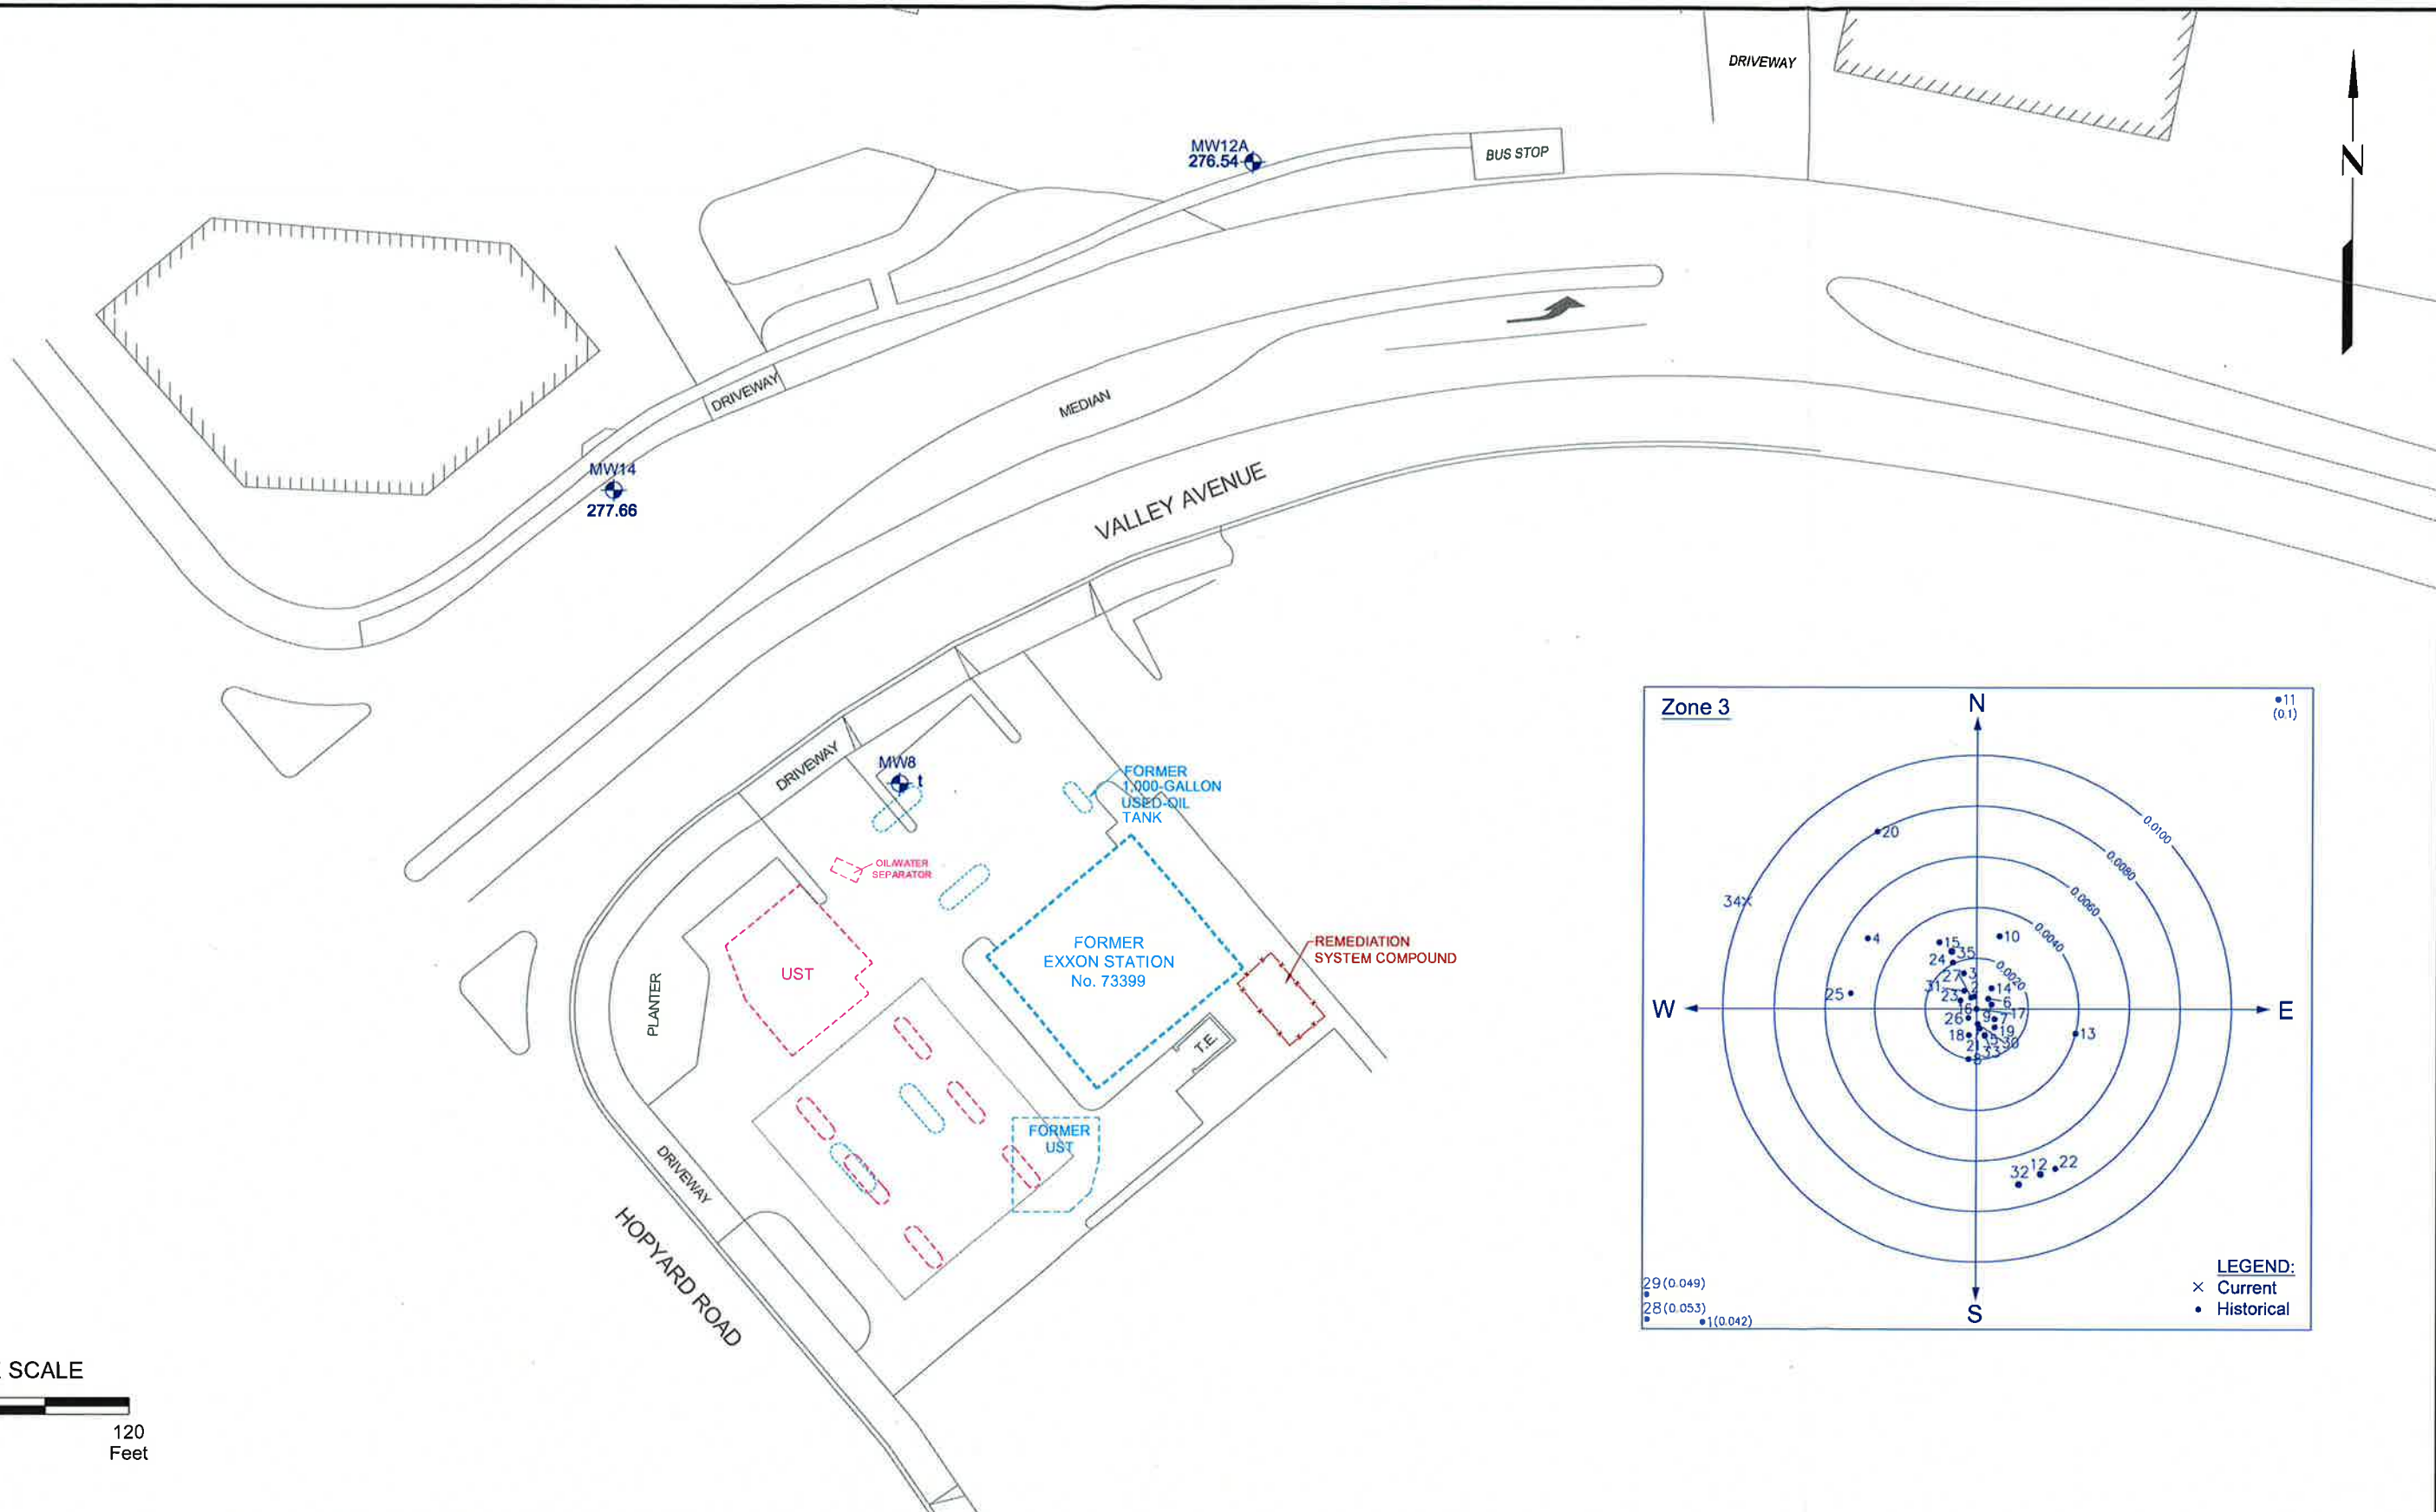 DRIVEWAY
MW12A
276.54
BUS STOP
N
DRIVEWAY
MEDIAN
MW14
277.66
VALLEY AVENUE
DRIVEWAY
MW8
t
FORMER
1,000-GALLON
USED-OIL
TANK
OIL/WATER
SEPARATOR
UST
FORMER
EXXON STATION
No. 73399
REMEDIATION
SYSTEM COMPOUND
PLANTER
T.E.
FORMER
UST
DRIVEWAY
HOPYARD ROAD
SCALE
120
Feet
Zone 3
N
11
(0.1)
0.0100
20
0.0080
34
0.0060
4
15
10
0.0040
35
24
27
3
0.0020
31
2
14
25
23
6
W
E
16
17
26
9
7
18
19
13
21
5
30
33
8
32
12
22
29(0.049)
28(0.053)
1(0.042)
S
LEGEND:
× Current
• Historical